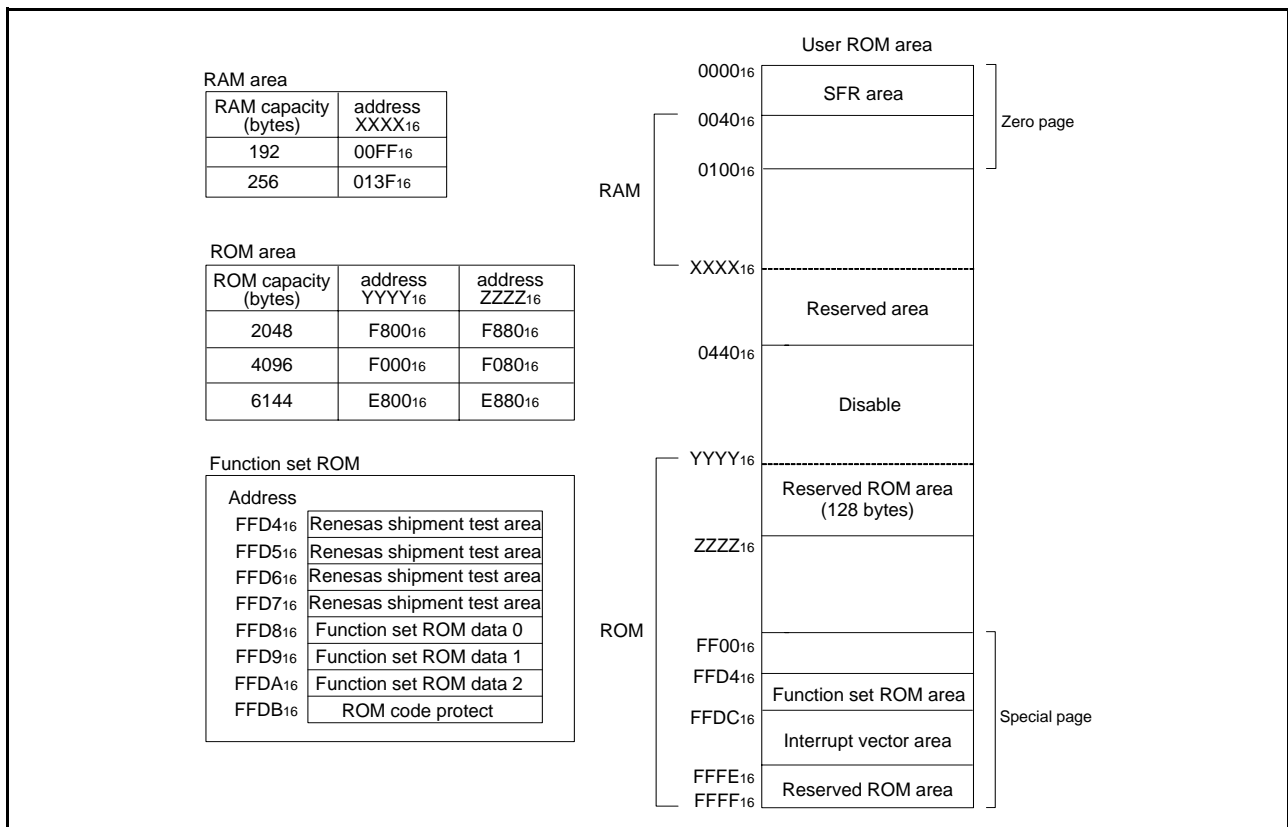 RAM area
RAM capacity (bytes) address XXXX16
192 00FF16
256 013F16
ROM area
ROM capacity (bytes) address YYYY16 address ZZZZ16
2048 F80016 F88016
4096 F00016 F08016
6144 E80016 E88016
Function set ROM
Address
FFD416 Renesas shipment test area
FFD516 Renesas shipment test area
FFD616 Renesas shipment test area
FFD716 Renesas shipment test area
FFD816 Function set ROM data 0
FFD916 Function set ROM data 1
FFDA16 Function set ROM data 2
FFDB16 ROM code protect
User ROM area
000016
SFR area
004016
Zero page
010016
RAM
XXXX16
Reserved area
044016
Disable
YYYY16
Reserved ROM area
(128 bytes)
ZZZZ16
ROM
FF0016
FFD416
Function set ROM area
FFDC16
Special page
Interrupt vector area
FFFE16
Reserved ROM area
FFFF16